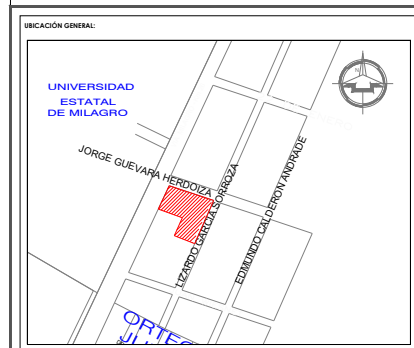 UBICACIÓN GENERAL:
UNIVERSIDAD
ESTATAL
DE MILAGRO
N
JORGE GUEVARA HERDOIZA
LIZARDO GARCIA SORROZA
EDMUNDO CALDERON ANDRADE